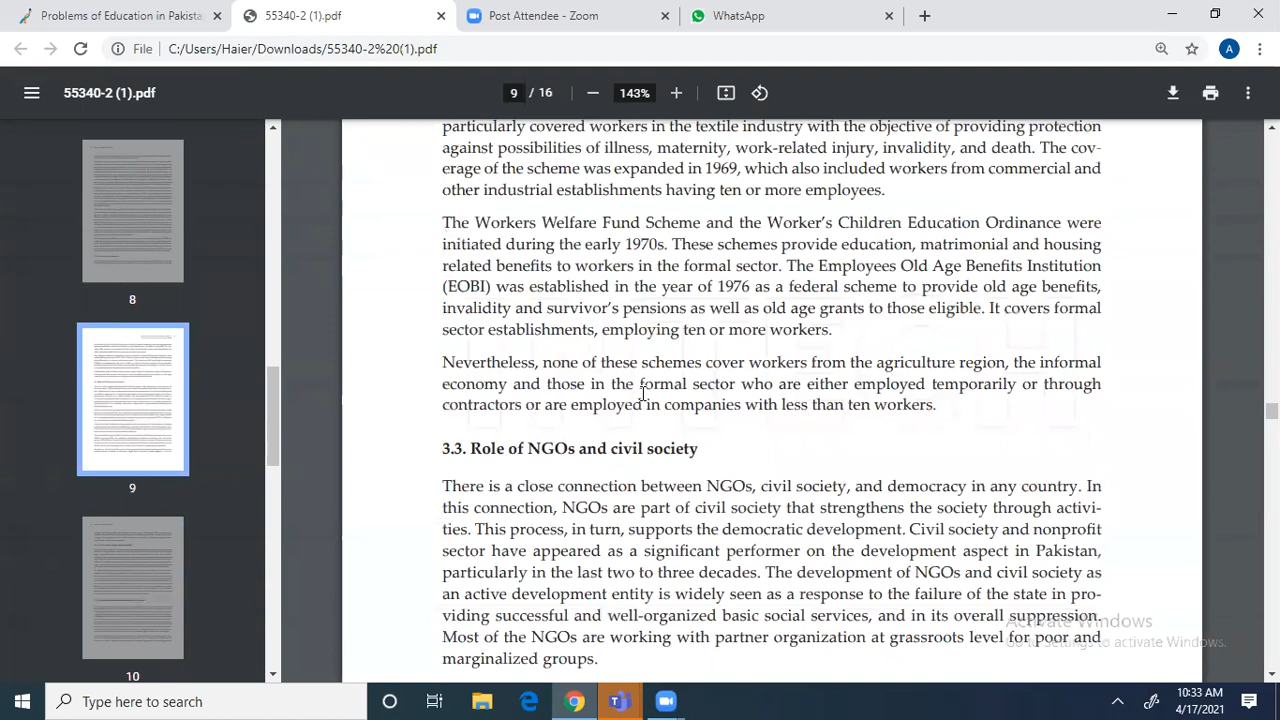 Problems of Education in Pakista
55340-2 (1).pdf
Post Attendee - Zoom
WhatsApp
File
C:/Users/Haier/Downloads/55340-2%20(1).pdf
A
55340-2 (1).pdf
9 / 16
143%
8
9
10
particularly covered workers in the textile industry with the objective of providing protection
against possibilities of illness, maternity, work-related injury, invalidity, and death. The cov-
erage of the scheme was expanded in 1969, which also included workers from commercial and
other industrial establishments having ten or more employees.
The Workers Welfare Fund Scheme and the Worker's Children Education Ordinance were
initiated during the early 1970s. These schemes provide education, matrimonial and housing
related benefits to workers in the formal sector. The Employees Old Age Benefits Institution
(EOBI) was established in the year of 1976 as a federal scheme to provide old age benefits,
invalidity and survivor's pensions as well as old age grants to those eligible. It covers formal
sector establishments, employing ten or more workers.
Nevertheless, none of these schemes cover workers from the agriculture region, the informal
economy and those in the formal sector who are either employed temporarily or through
contractors or are employed in companies with less than ten workers.
3.3. Role of NGOs and civil society
There is a close connection between NGOs, civil society, and democracy in any country. In
this connection, NGOs are part of civil society that strengthens the society through activi-
ties. This process, in turn, supports the democratic development. Civil society and nonprofit
sector have appeared as a significant performer on the development aspect in Pakistan,
particularly in the last two to three decades. The development of NGOs and civil society as
an active development entity is widely seen as a response to the failure of the state in pro-
viding successful and well-organized basic social services, and in its overall suppression.
Most of the NGOs are working with partner organization at grassroots level for poor and
marginalized groups.
Activate Windows
Go to Settings to activate Windows.
Type here to search
10:33 AM
4/17/2021